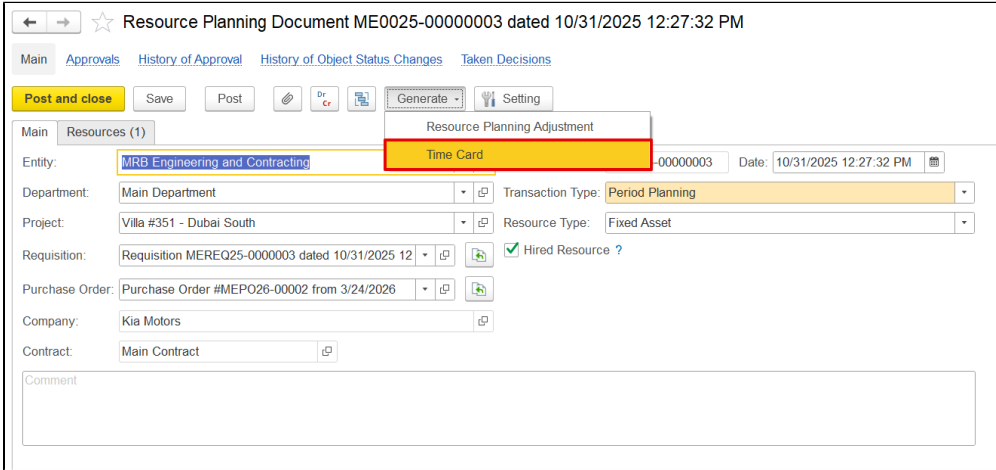 Resource Planning Document ME0025-00000003 dated 10/31/2025 12:27:32 PM
Main Approvals History of Approval History of Object Status Changes Taken Decisions
Post and close Save Post Dr Cr Generate Setting
Resource Planning Adjustment
Time Card
Main Resources (1)
Entity: MRB Engineering and Contracting -00000003 Date: 10/31/2025 12:27:32 PM
Department: Main Department Transaction Type: Period Planning
Project: Villa #351 - Dubai South Resource Type: Fixed Asset
Requisition: Requisition MEREQ25-0000003 dated 10/31/2025 12 Hired Resource ?
Purchase Order: Purchase Order #MEPO26-00002 from 3/24/2026
Company: Kia Motors
Contract: Main Contract
Comment